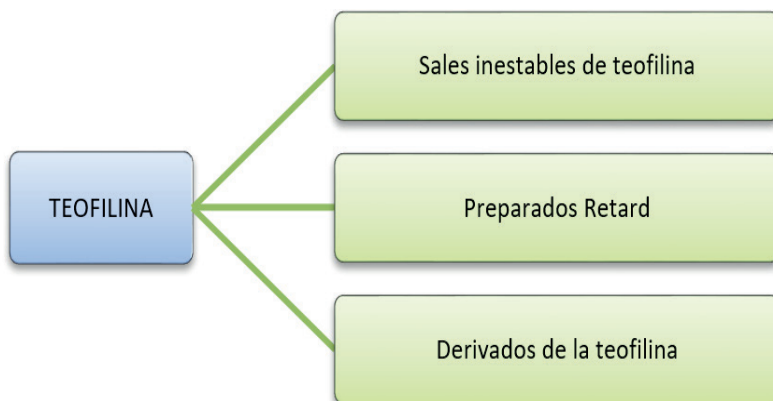 Sales inestables de teofilina
TEOFILINA
Preparados Retard
Derivados de la teofilina